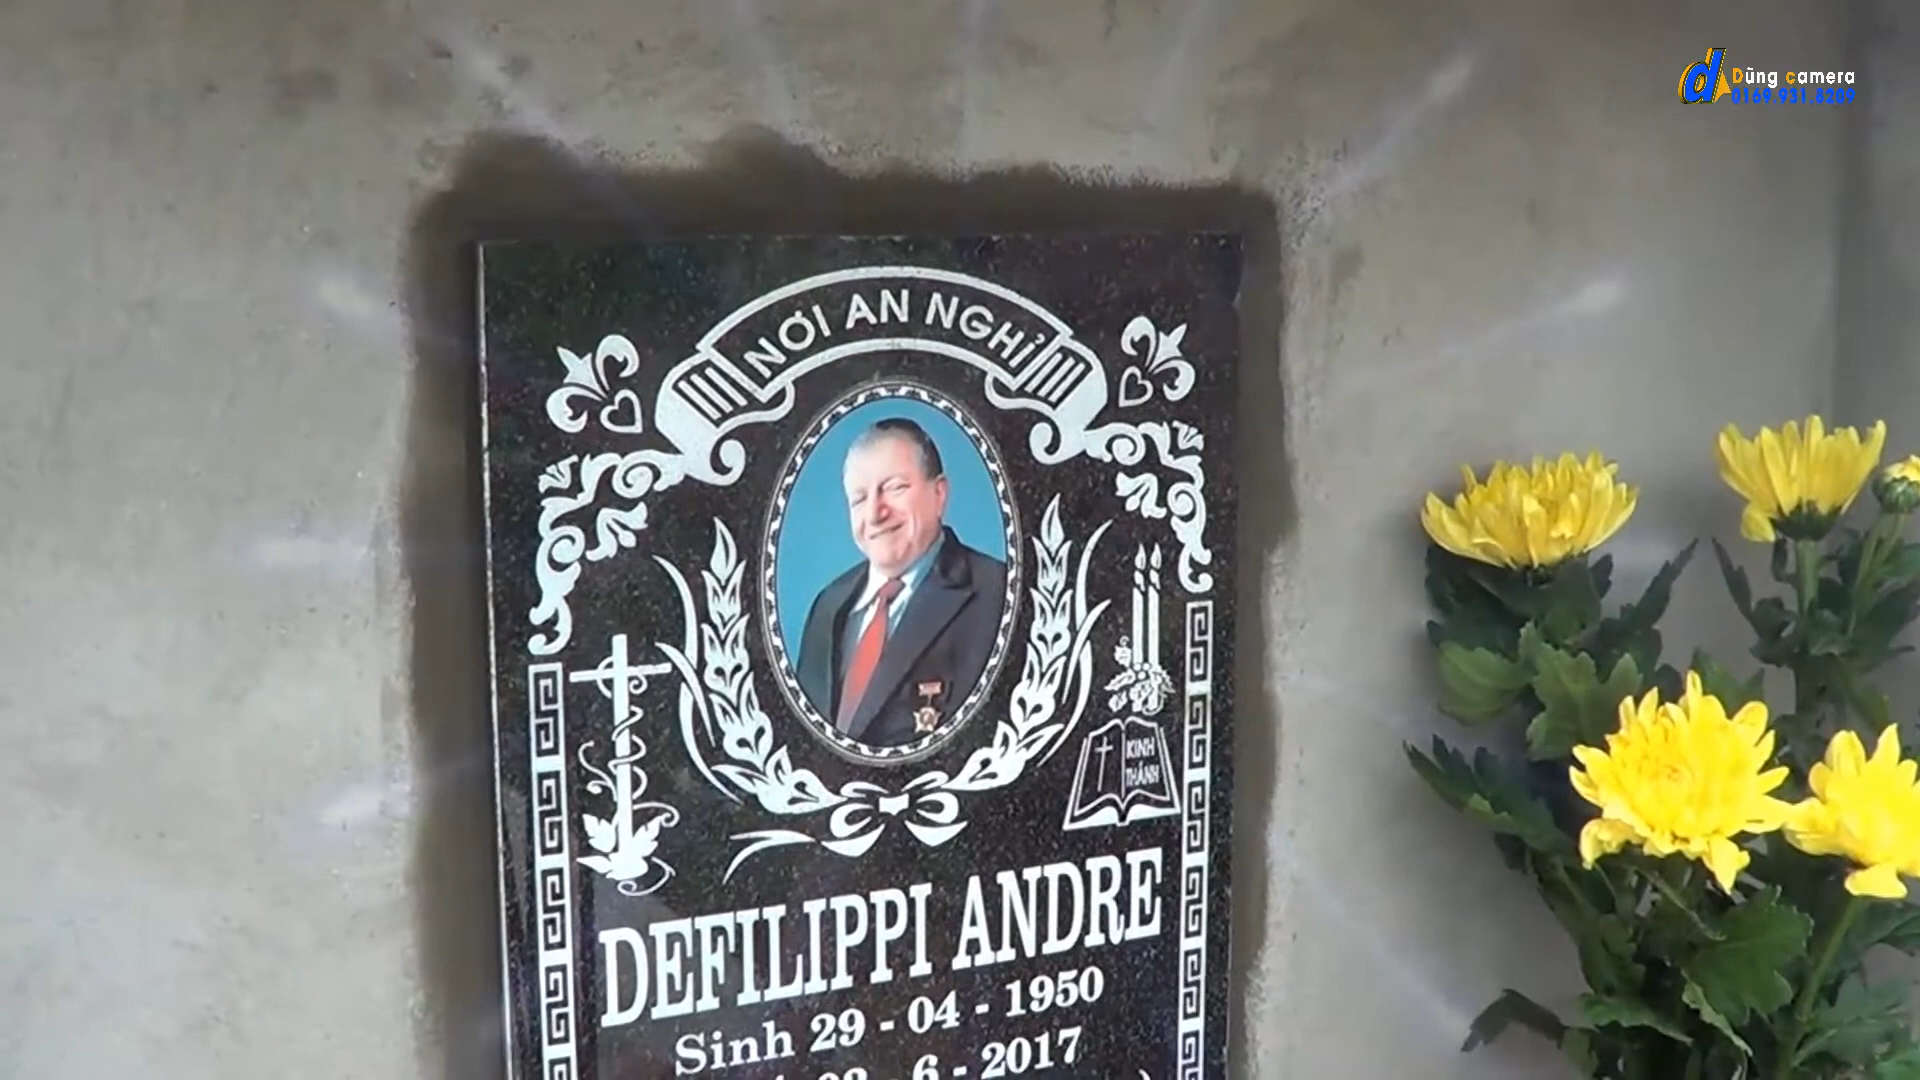 Dũng camera
0169.931.8209
NƠI AN NGHỈ
KINH
THÁNH
DEFILIPPI ANDRE
Sinh 29 - 04 - 1950
- 6 - 2017